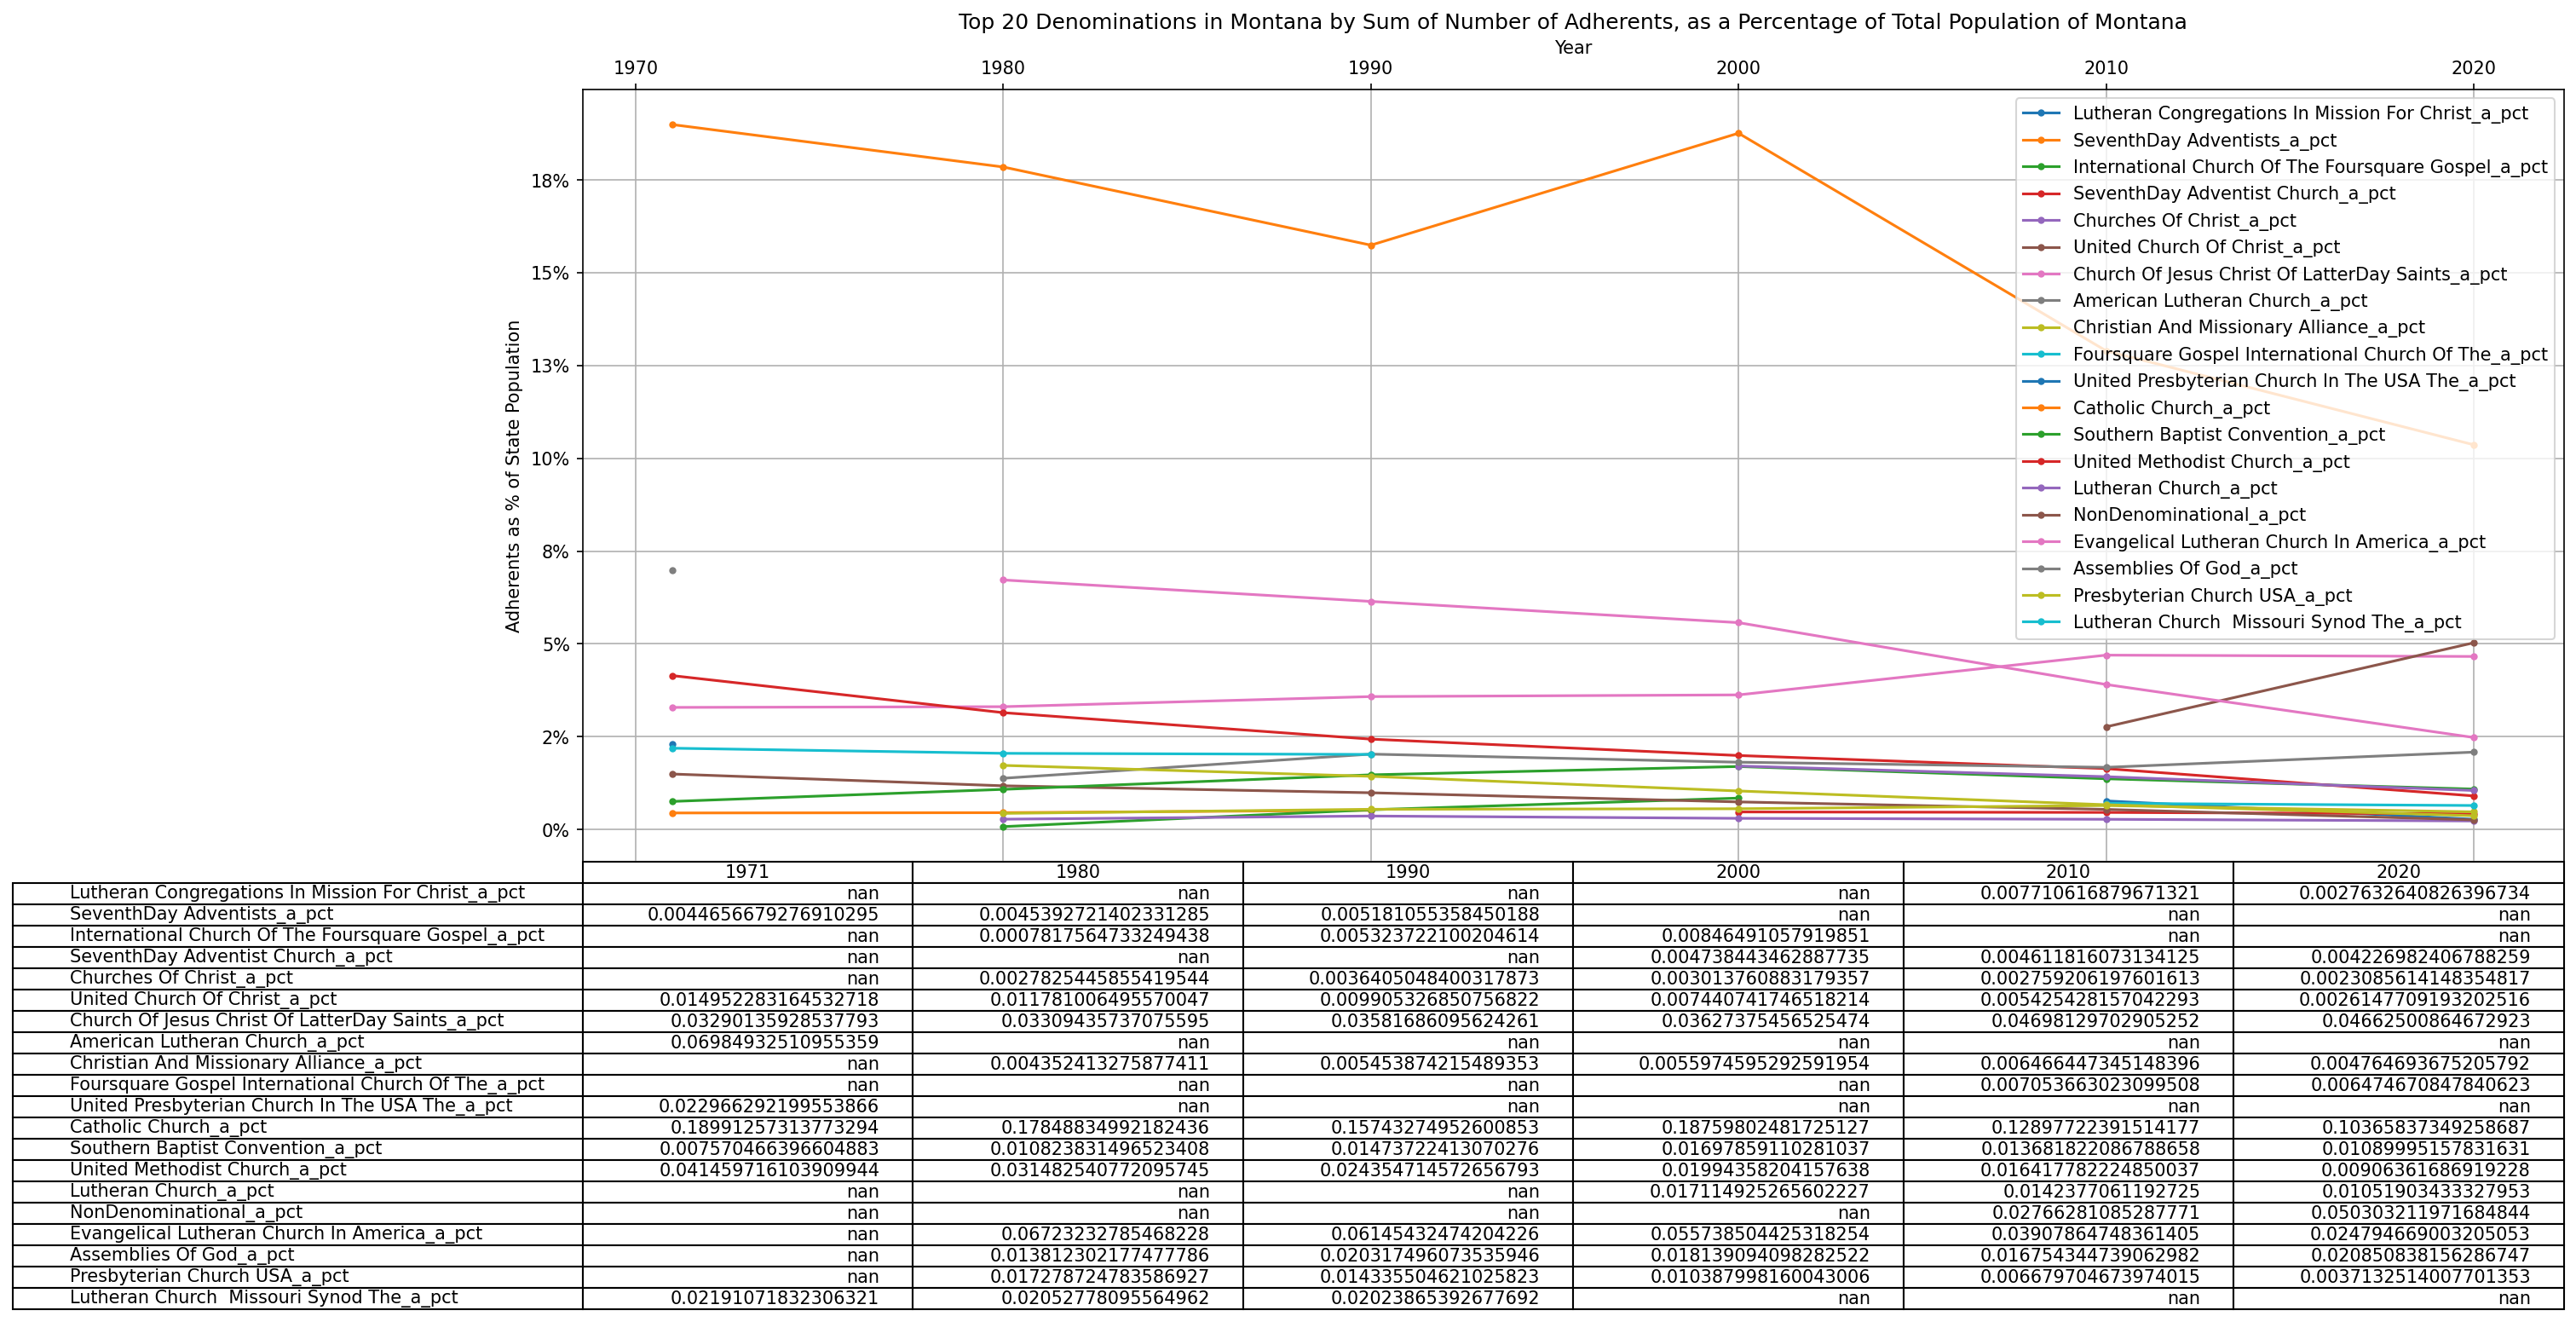 Top 20 Denominations in Montana by Sum of Number of Adherents, as a Percentage of Total Population of Montana
Year
1970 1980 1990 2000 2010 2020
Adherents as % of State Population
18%
15%
13%
10%
8%
5%
2%
0%
Lutheran Congregations In Mission For Christ_a_pct
SeventhDay Adventists_a_pct
International Church Of The Foursquare Gospel_a_pct
SeventhDay Adventist Church_a_pct
Churches Of Christ_a_pct
United Church Of Christ_a_pct
Church Of Jesus Christ Of LatterDay Saints_a_pct
American Lutheran Church_a_pct
Christian And Missionary Alliance_a_pct
Foursquare Gospel International Church Of The_a_pct
United Presbyterian Church In The USA The_a_pct
Catholic Church_a_pct
Southern Baptist Convention_a_pct
United Methodist Church_a_pct
Lutheran Church_a_pct
NonDenominational_a_pct
Evangelical Lutheran Church In America_a_pct
Assemblies Of God_a_pct
Presbyterian Church USA_a_pct
Lutheran Church  Missouri Synod The_a_pct
1971 1980 1990 2000 2010 2020
Lutheran Congregations In Mission For Christ_a_pct nan nan nan nan 0.007710616879671321 0.0027632640826396734
SeventhDay Adventists_a_pct 0.0044656679276910295 0.0045392721402331285 0.005181055358450188 nan nan nan
International Church Of The Foursquare Gospel_a_pct nan 0.0007817564733249438 0.005323722100204614 0.00846491057919851 nan nan
SeventhDay Adventist Church_a_pct nan nan nan 0.004738443462887735 0.004611816073134125 0.004226982406788259
Churches Of Christ_a_pct nan 0.0027825445855419544 0.0036405048400317873 0.003013760883179357 0.002759206197601613 0.0023085614148354817
United Church Of Christ_a_pct 0.014952283164532718 0.011781006495570047 0.009905326850756822 0.007440741746518214 0.005425428157042293 0.0026147709193202516
Church Of Jesus Christ Of LatterDay Saints_a_pct 0.03290135928537793 0.03309435737075595 0.03581686095624261 0.03627375456525474 0.04698129702905252 0.04662500864672923
American Lutheran Church_a_pct 0.06984932510955359 nan nan nan nan nan
Christian And Missionary Alliance_a_pct nan 0.004352413275877411 0.005453874215489353 0.0055974595292591954 0.006466447345148396 0.004764693675205792
Foursquare Gospel International Church Of The_a_pct nan nan nan nan 0.007053663023099508 0.006474670847840623
United Presbyterian Church In The USA The_a_pct 0.022966292199553866 nan nan nan nan nan
Catholic Church_a_pct 0.18991257313773294 0.17848834992182436 0.15743274952600853 0.18759802481725127 0.12897722391514177 0.10365837349258687
Southern Baptist Convention_a_pct 0.007570466396604883 0.010823831496523408 0.01473722413070276 0.01697859110281037 0.013681822086788658 0.01089995157831631
United Methodist Church_a_pct 0.041459716103909944 0.031482540772095745 0.024354714572656793 0.01994358204157638 0.016417782224850037 0.00906361686919228
Lutheran Church_a_pct nan nan nan 0.017114925265602227 0.0142377061192725 0.01051903433327953
NonDenominational_a_pct nan nan nan nan 0.02766281085287771 0.050303211971684844
Evangelical Lutheran Church In America_a_pct nan 0.06723232785468228 0.06145432474204226 0.055738504425318254 0.03907864748361405 0.024794669003205053
Assemblies Of God_a_pct nan 0.013812302177477786 0.020317496073535946 0.018139094098282522 0.016754344739062982 0.020850838156286747
Presbyterian Church USA_a_pct nan 0.017278724783586927 0.014335504621025823 0.010387998160043006 0.006679704673974015 0.0037132514007701353
Lutheran Church  Missouri Synod The_a_pct 0.02191071832306321 0.02052778095564962 0.02023865392677692 nan nan nan